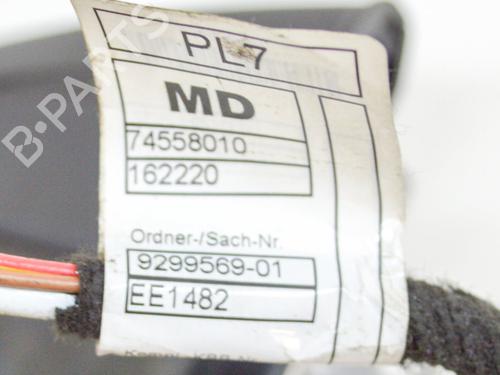 PL7
MD
74558010
162220
Ordner-/Sach-Nr.
9299569-01
EE1482
B-PARTS